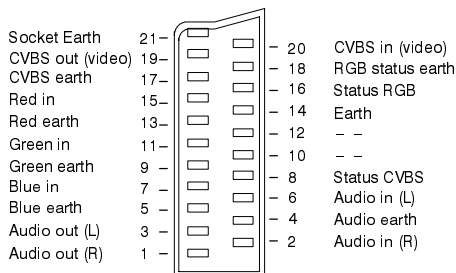 Socket Earth 21 –
CVBS out (video) 19 –
CVBS earth 17 –
Red in 15 –
Red earth 13 –
Green in 11 –
Green earth 9 –
Blue in 7 –
Blue earth 5 –
Audio out (L) 3 –
Audio out (R) 1 –
– 20 CVBS in (video)
– 18 RGB status earth
– 16 Status RGB
– 14 Earth
– 12 – –
– 10 – –
– 8 Status CVBS
– 6 Audio in (L)
– 4 Audio earth
– 2 Audio in (R)